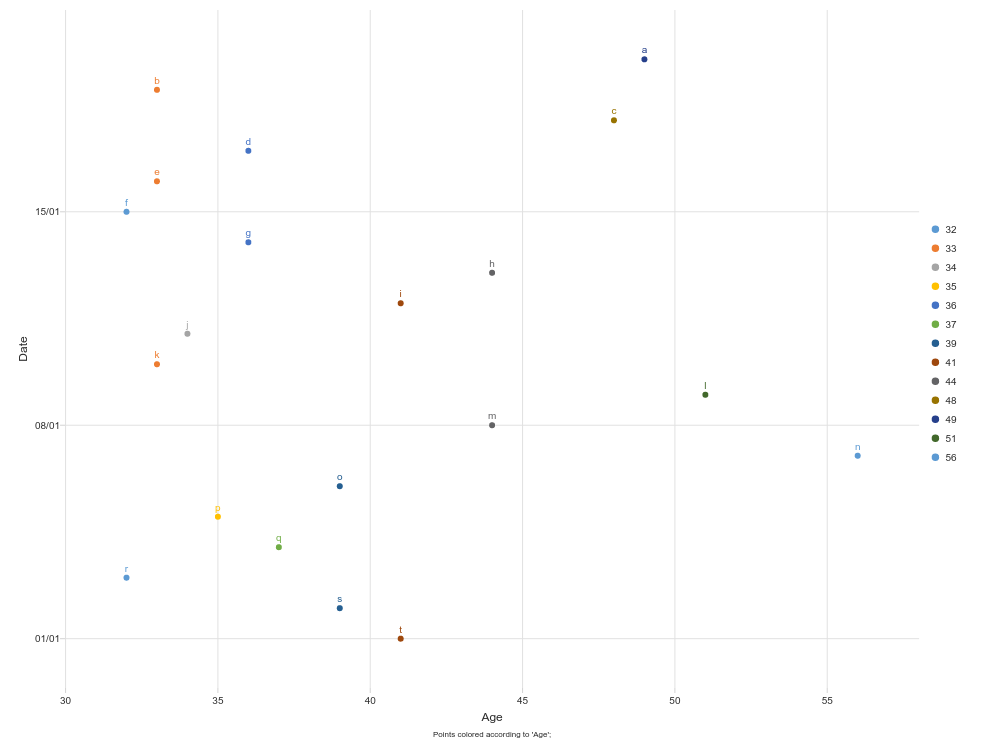 a
b
c
d
e
f
15/01
g
32
33
h
34
35
i
36
j
37
Date
39
k
41
l
44
48
m
49
08/01
51
n
56
o
p
q
r
s
t
01/01
30
35
40
45
50
55
Age
Points colored according to 'Age';